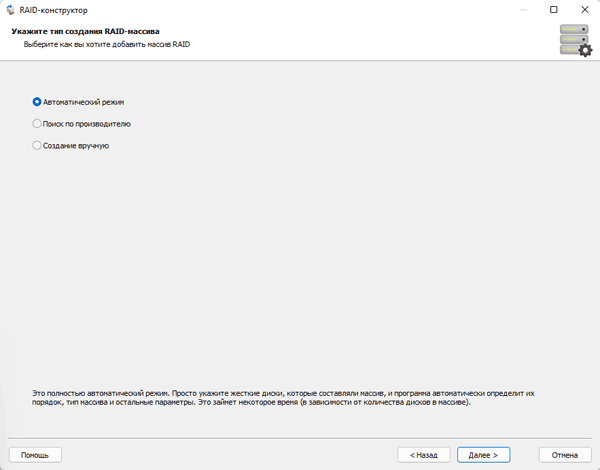 RAID-конструктор
Укажите тип создания RAID-массива
Выберите как вы хотите добавить массив RAID
Автоматический режим
Поиск по производителю
Создание вручную
Это полностью автоматический режим. Просто укажите жесткие диски, которые составляли массив, и программа автоматически определит их
порядок, тип массива и остальные параметры. Это займет некоторое время (в зависимости от количества дисков в массиве).
Помощь
< Назад
Далее >
Отмена